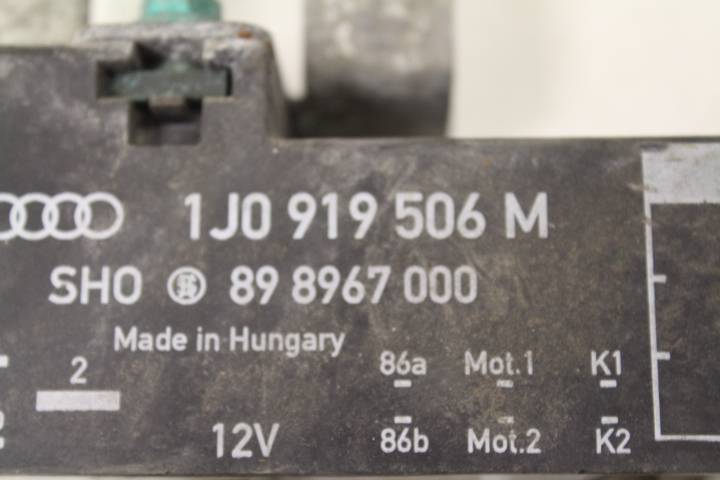 1J0 919 506 M
SHO 89 8967 000
Made in Hungary
2
86a Mot.1 K1
12V 86b Mot.2 K2